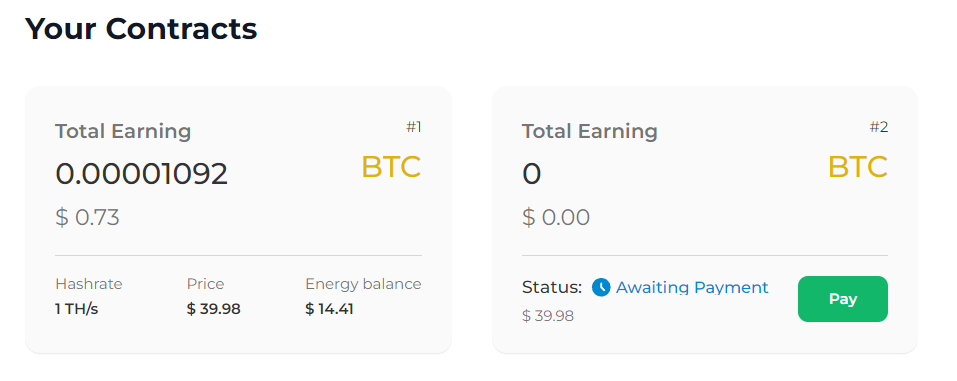 Your Contracts
Total Earning #1
0.00001092 BTC
$ 0.73
Hashrate Price Energy balance
1 TH/s $ 39.98 $ 14.41
Total Earning #2
0 BTC
$ 0.00
Status: Awaiting Payment
$ 39.98
Pay